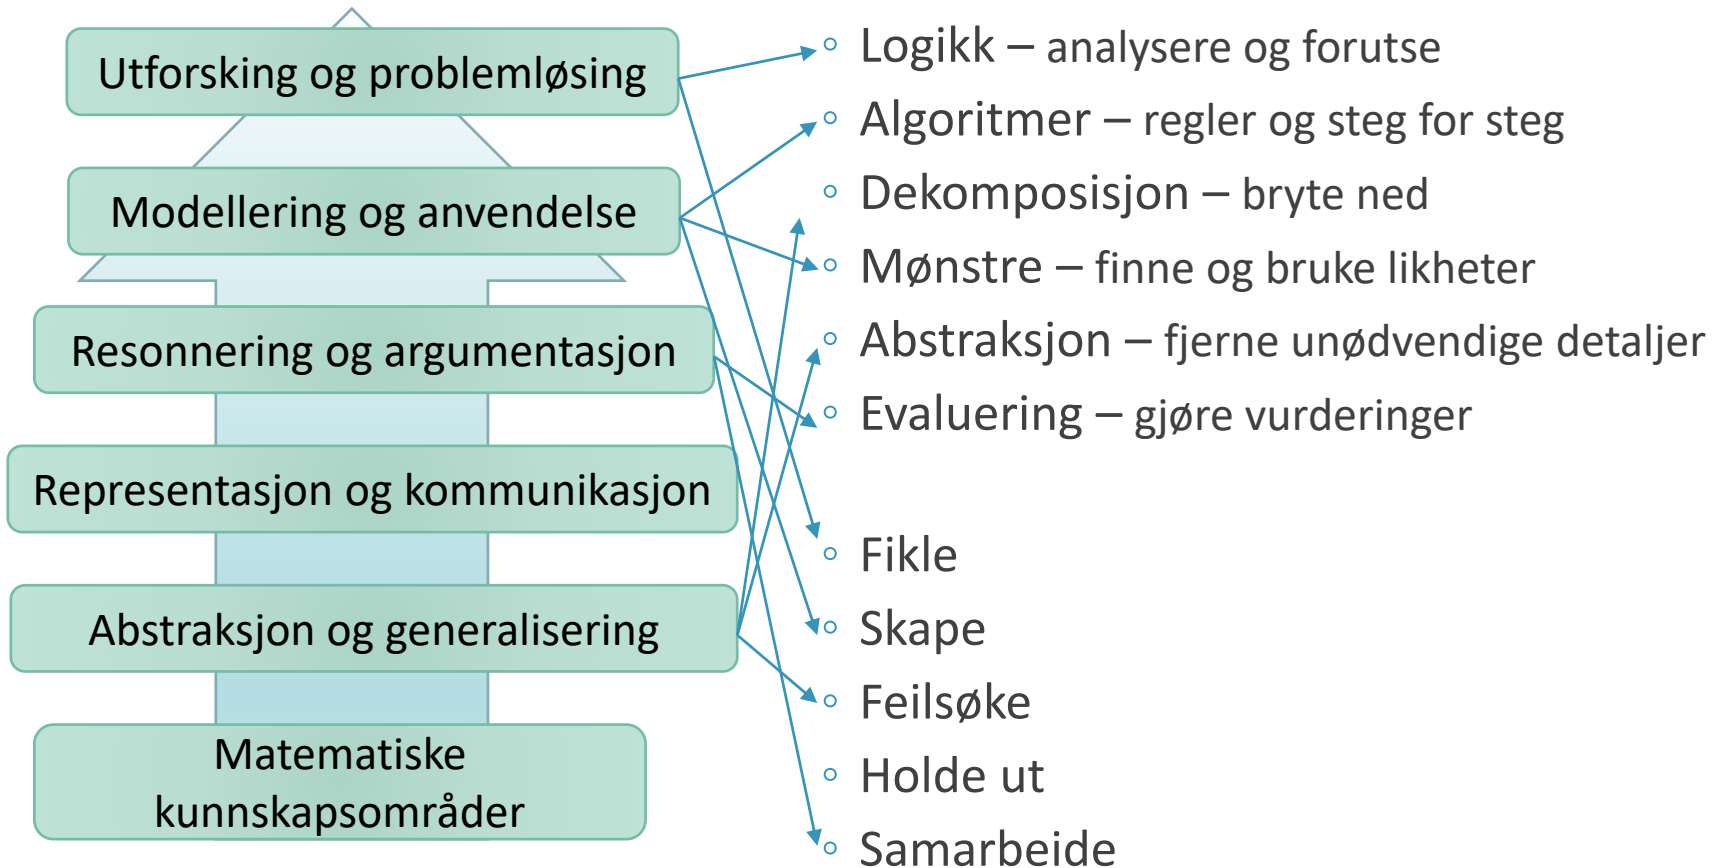 Utforsking og problemløsing
Modellering og anvendelse
Resonnering og argumentasjon
Representasjon og kommunikasjon
Abstraksjon og generalisering
Matematiske
kunnskapsområder
Logikk – analysere og forutse
Algoritmer – regler og steg for steg
Dekomposisjon – bryte ned
Mønstre – finne og bruke likheter
Abstraksjon – fjerne unødvendige detaljer
Evaluering – gjøre vurderinger
Fikle
Skape
Feilsøke
Holde ut
Samarbeide